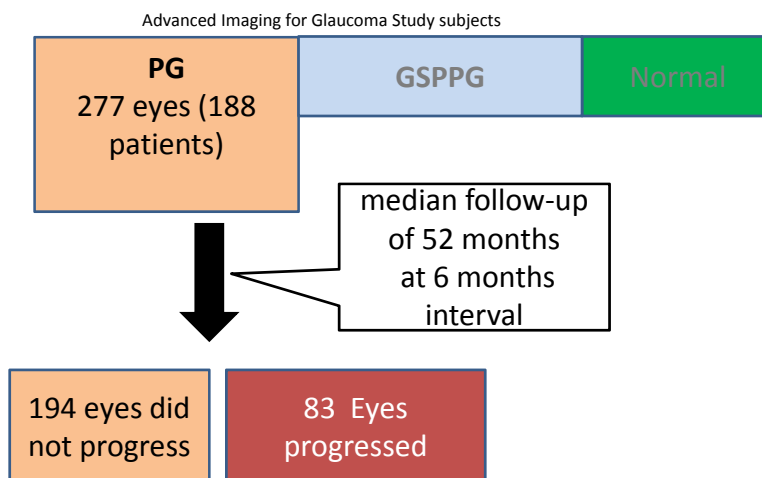 Advanced Imaging for Glaucoma Study subjects
PG
277 eyes (188
patients)
GSPPG
Normal
median follow-up
of 52 months
at 6 months
interval
194 eyes did
not progress
83 Eyes
progressed